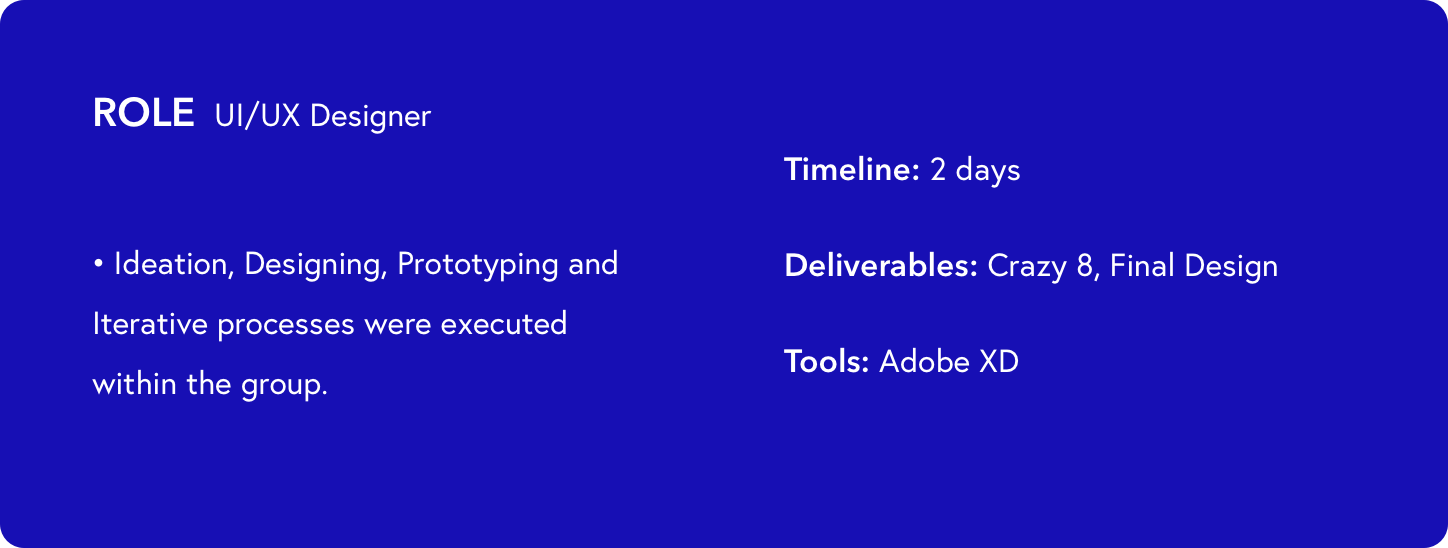 ROLE UI/UX Designer
• Ideation, Designing, Prototyping and
Iterative processes were executed
within the group.
Timeline: 2 days
Deliverables: Crazy 8, Final Design
Tools: Adobe XD